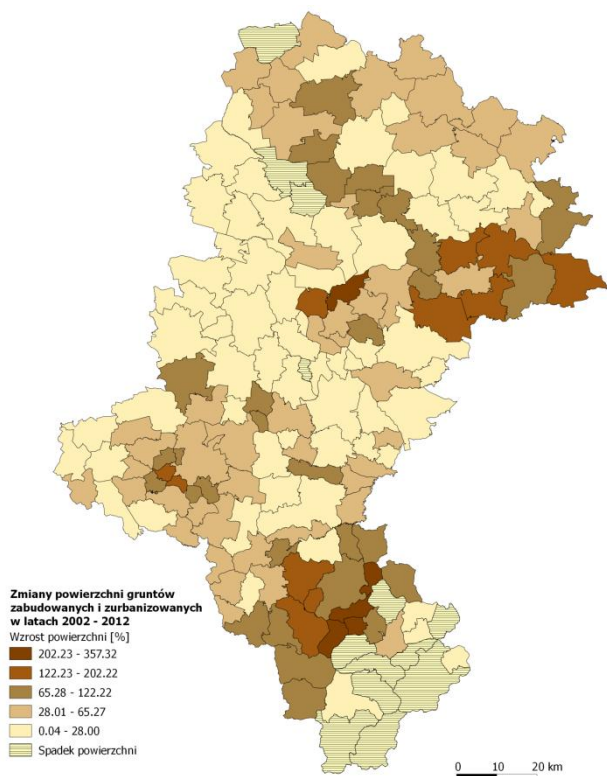 Zmiany powierzchni gruntów
zabudowanych i zurbanizowanych
w latach 2002 - 2012
Wzrost powierzchni [%]
202.23 - 357.32
122.23 - 202.22
65.28 - 122.22
28.01 - 65.27
0.04 - 28.00
Spadek powierzchni
0 10 20 km